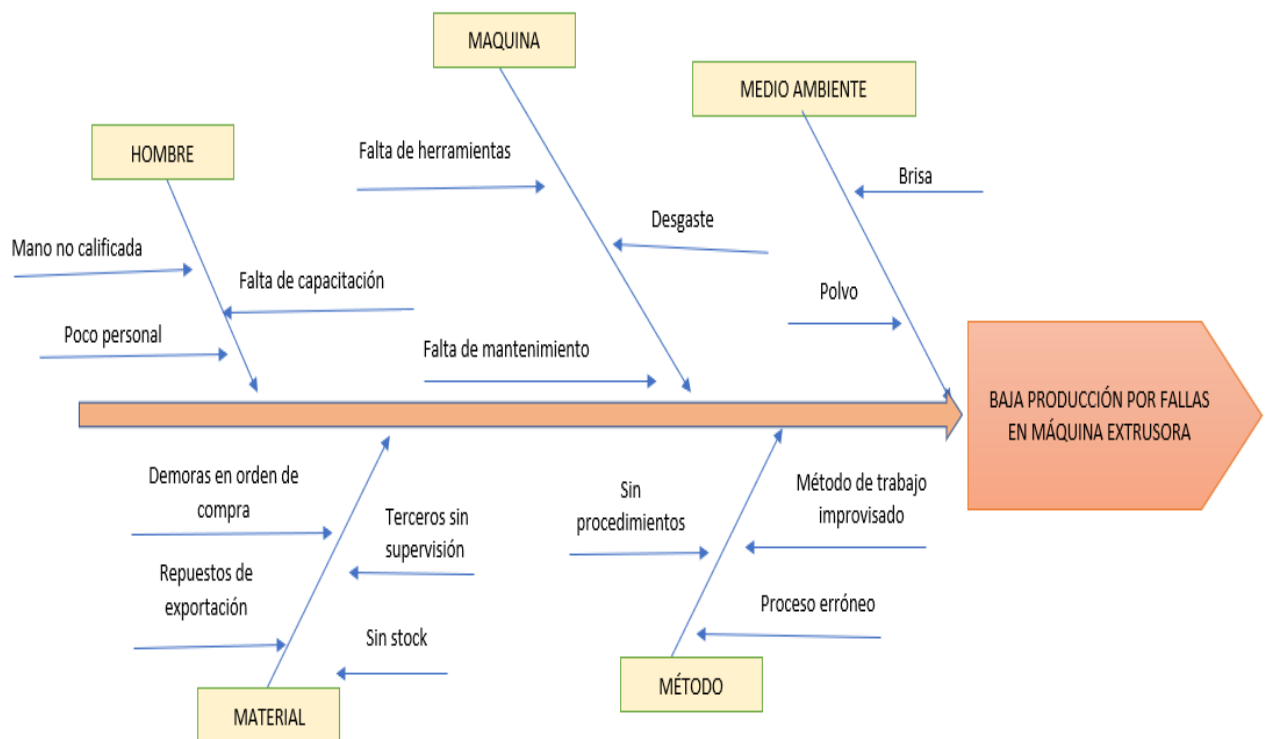 MAQUINA
MEDIO AMBIENTE
HOMBRE
Falta de herramientas
Brisa
Desgaste
Mano no calificada
Falta de capacitación
Polvo
Poco personal
Falta de mantenimiento
BAJA PRODUCCIÓN POR FALLAS
EN MÁQUINA EXTRUSORA
Demoras en orden de
compra
Terceros sin
supervisión
Repuestos de
exportación
Sin stock
MATERIAL
Sin
procedimientos
Método de trabajo
improvisado
Proceso erróneo
MÉTODO